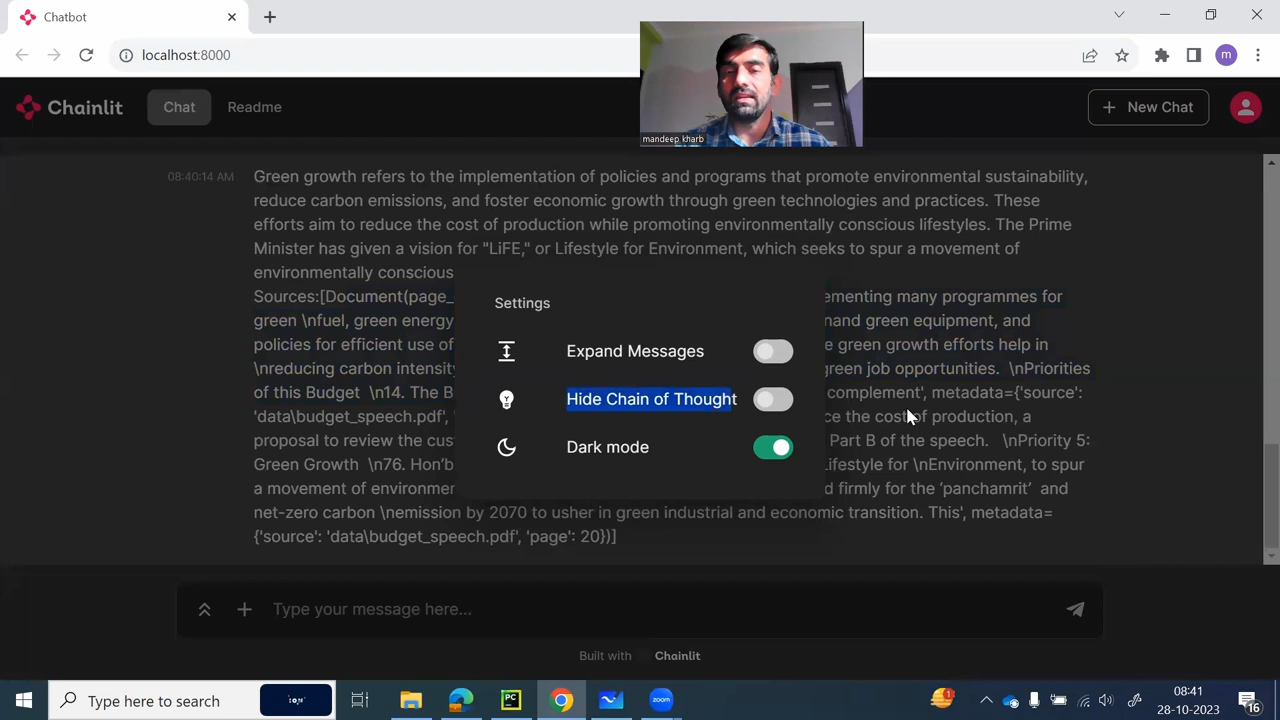 Chatbot
localhost:8000
m
Chainlit
Chat
Readme
New Chat
mandeep.kharb
08:40:14 AM
Green growth refers to the implementation of policies and programs that promote environmental sustainability,
reduce carbon emissions, and foster economic growth through green technologies and practices. These
efforts aim to reduce the cost of production while promoting environmentally conscious lifestyles. The Prime
Minister has given a vision for "LiFE," or Lifestyle for Environment, which seeks to spur a movement of
environmentally conscious
Sources:[Document(page_ ementing many programmes for
green \nfuel, green energy and green equipment, and
policies for efficient use of e green growth efforts help in
\nreducing carbon intensity green job opportunities. \nPriorities
of this Budget \n14. The B complement', metadata={'source':
'data\budget_speech.pdf', ce the cost of production, a
proposal to review the cus Part B of the speech. \nPriority 5:
Green Growth \n76. Hon'b ifestyle for \nEnvironment, to spur
a movement of environmen d firmly for the 'panchamrit' and
net-zero carbon \nemission by 2070 to usher in green industrial and economic transition. This', metadata=
{'source': 'data\budget_speech.pdf', 'page': 20})]
Settings
Expand Messages
Hide Chain of Thought
Dark mode
Type your message here...
Built with Chainlit
Type here to search
PC
zoom
1
08:41
28-10-2023
16